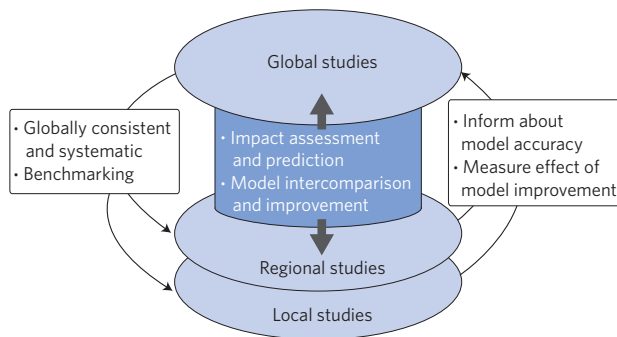 Global studies
· Globally consistent
and systematic
· Benchmarking
· Impact assessment
and prediction
· Model intercomparison
and improvement
· Inform about
model accuracy
· Measure effect of
model improvement
Regional studies
Local studies